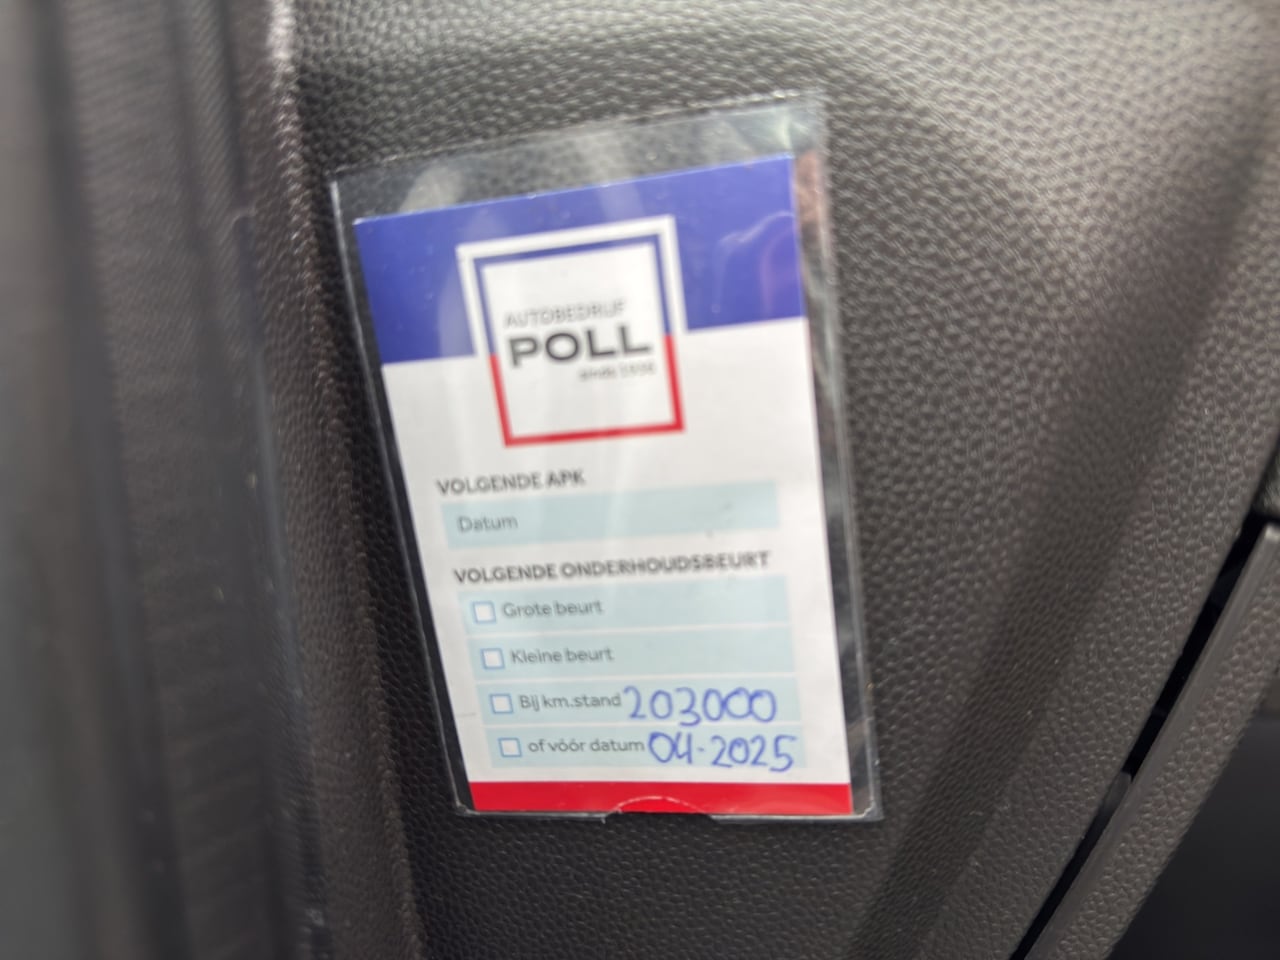 AUTOBEDRIJF
POLL
sinds
VOLGENDE APK
Datum
VOLGENDE ONDERHOUDSBEURT
Grote beurt
Kleine beurt
Bij km.stand 203000
of vóór datum 04-2025